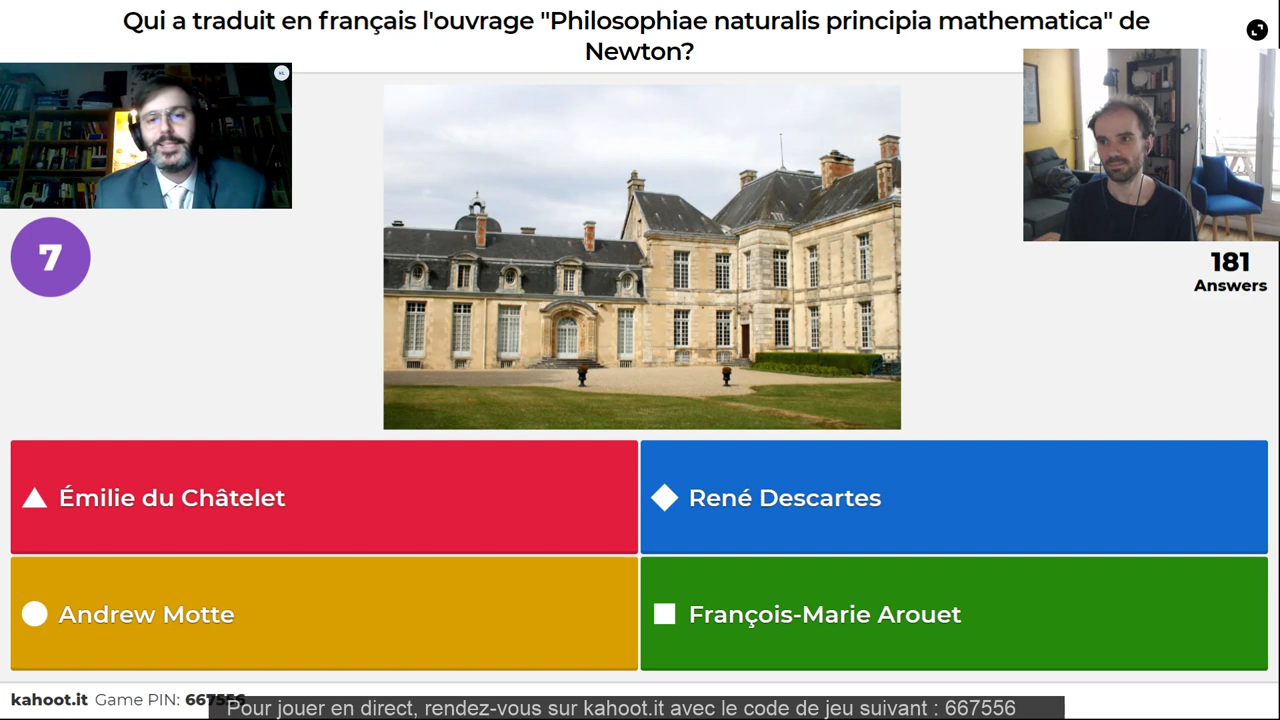 Qui a traduit en français l'ouvrage "Philosophiae naturalis principia mathematica" de
Newton?
7
181
Answers
Émilie du Châtelet
René Descartes
Andrew Motte
François-Marie Arouet
kahoot.it Game PIN: 667556
Pour jouer en direct, rendez-vous sur kahoot.it avec le code de jeu suivant : 667556